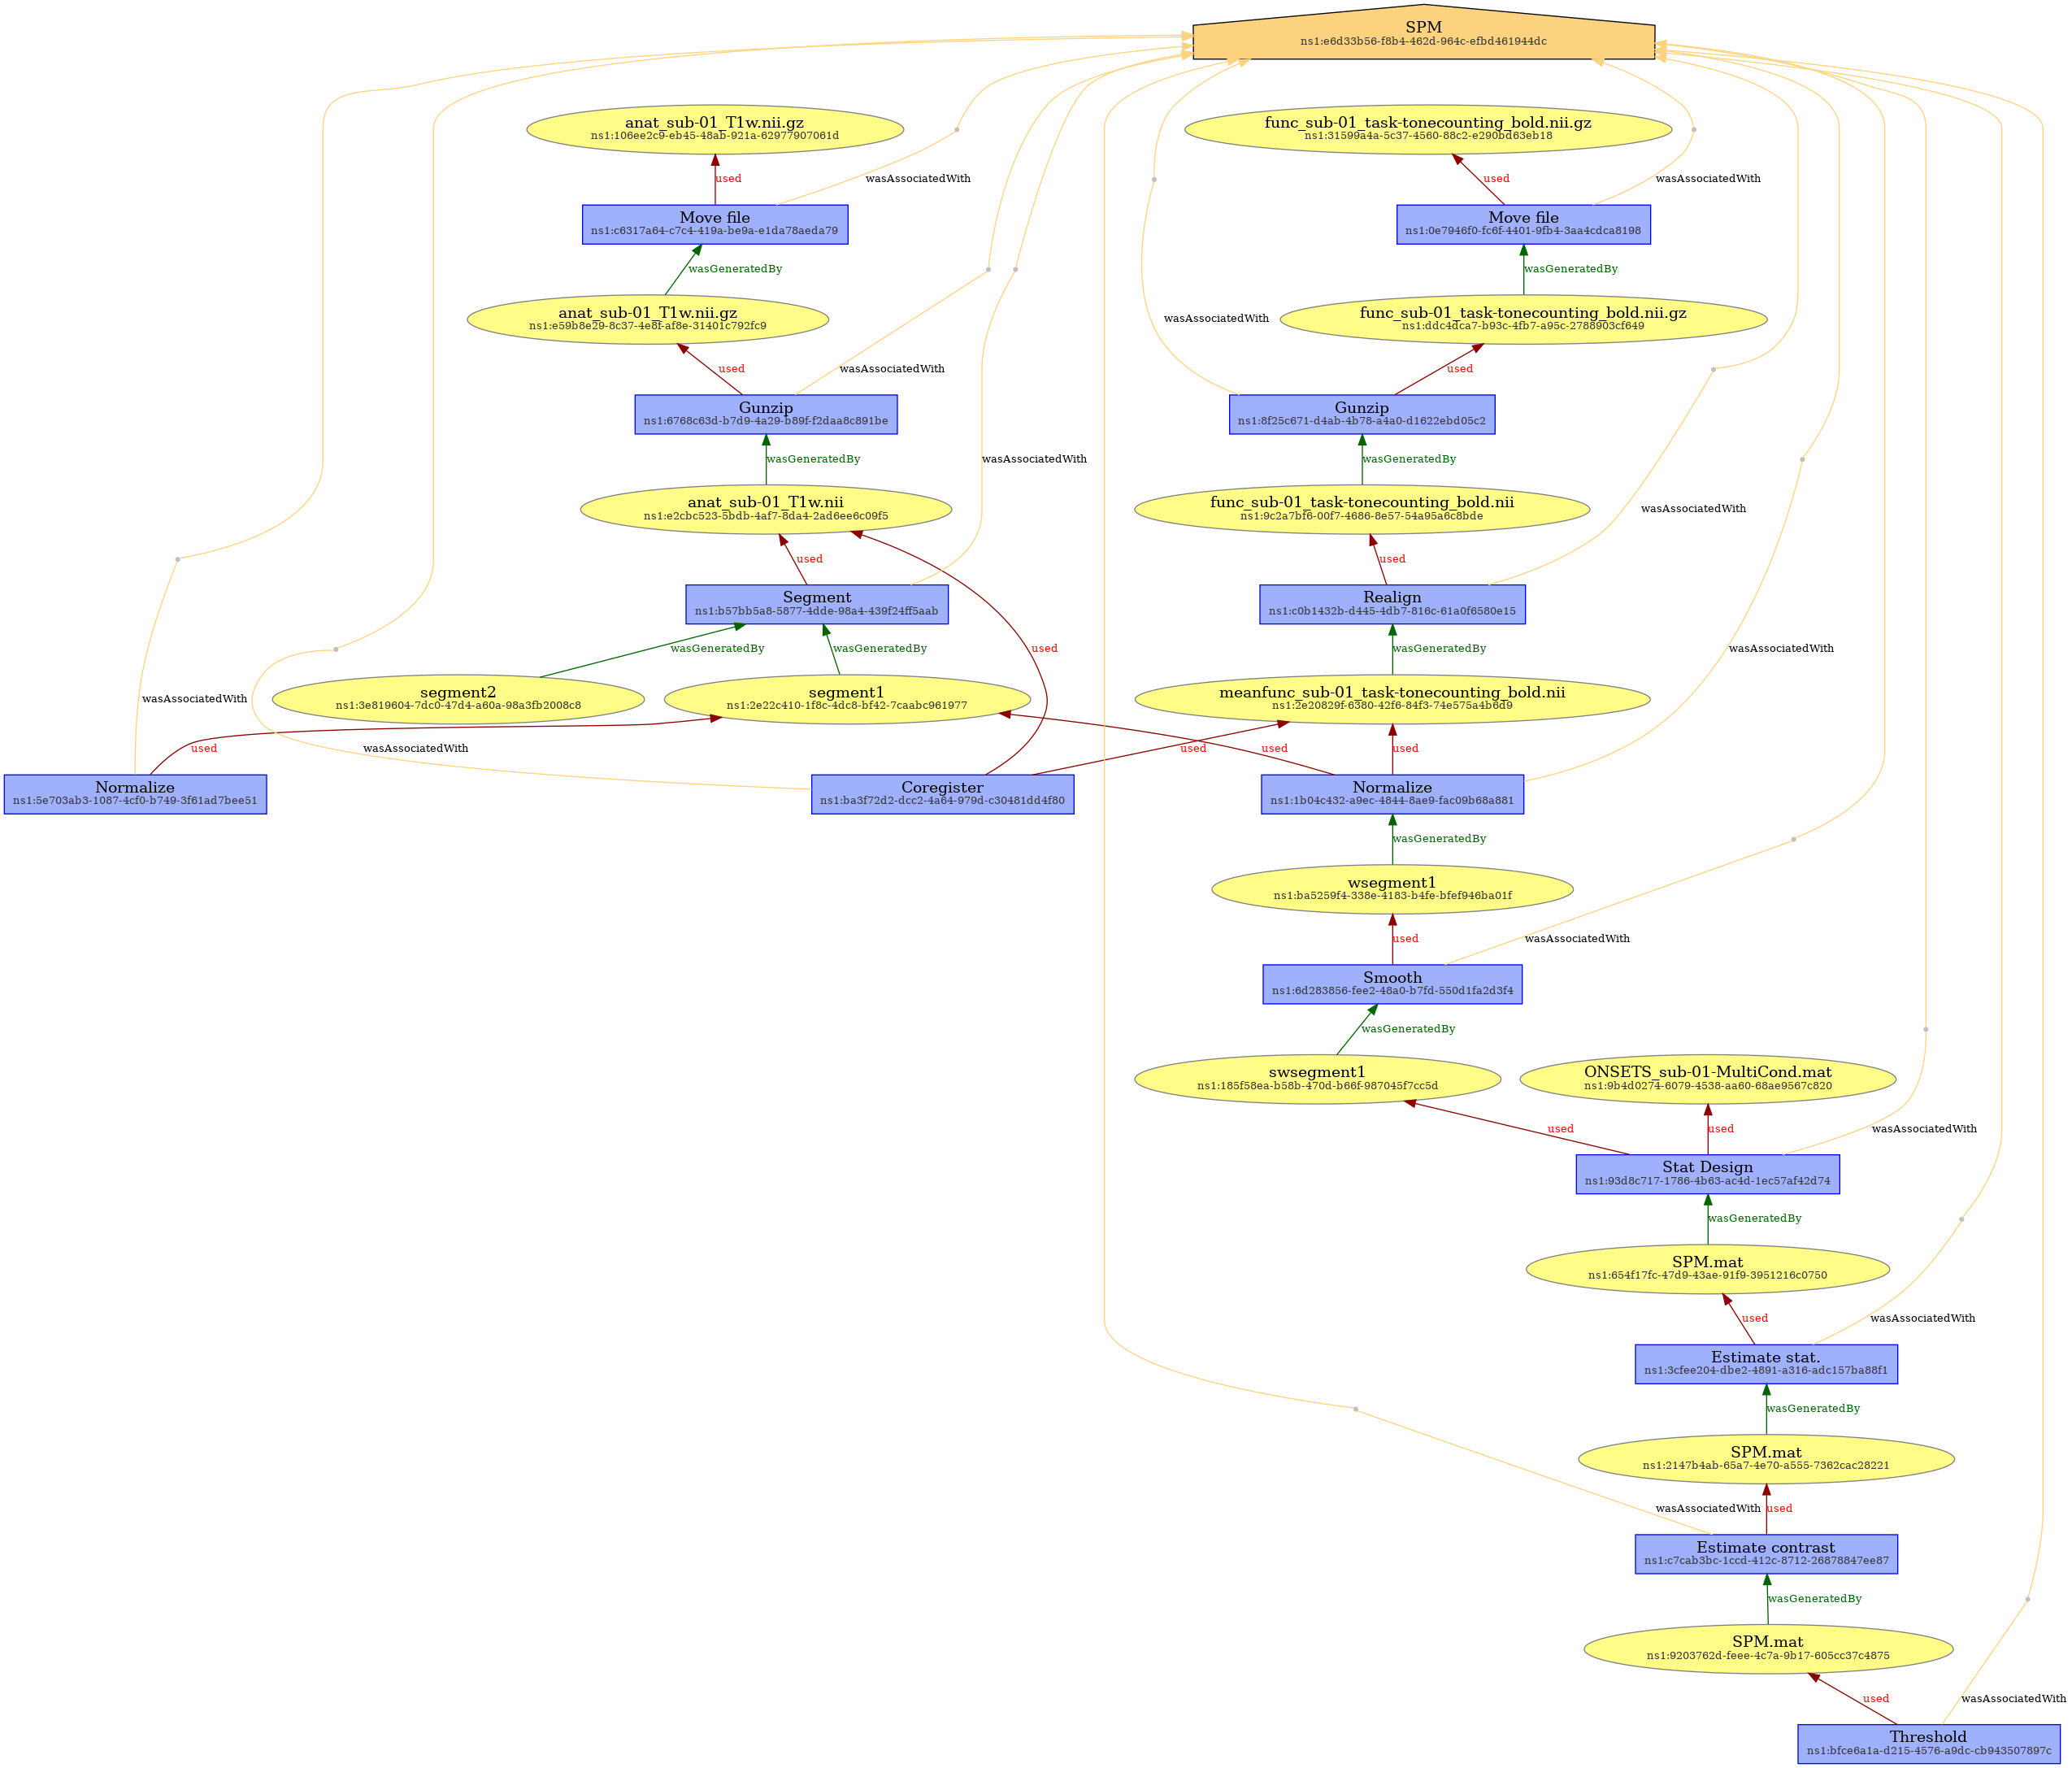 SPM
ns1:e6d33b56-f8b4-462d-964c-efbd461944dc
anat_sub-01_T1w.nii.gz
ns1:106ee2c9-eb45-48ab-921a-62977907061d
func_sub-01_task-tonecounting_bold.nii.gz
ns1:31599a4a-5c37-4560-88c2-e290bd63eb18
used
wasAssociatedWith
used
wasAssociatedWith
Move file
ns1:c6317a64-c7c4-419a-be9a-e1da78aeda79
Move file
ns1:0e7946f0-fc6f-4401-9fb4-3aa4cdca8198
wasGeneratedBy
wasGeneratedBy
anat_sub-01_T1w.nii.gz
ns1:e59b8e29-8c37-4e8f-af8e-31401c792fc9
wasAssociatedWith
func_sub-01_task-tonecounting_bold.nii.gz
ns1:ddc4dca7-b93c-4fb7-a95c-2788903cf649
used
wasAssociatedWith
used
Gunzip
ns1:6768c63d-b7d9-4a29-b89f-f2daa8c891be
Gunzip
ns1:8f25c671-d4ab-4b78-a4a0-d1622ebd05c2
wasGeneratedBy
wasAssociatedWith
wasGeneratedBy
anat_sub-01_T1w.nii
ns1:e2cbc523-5bdb-4af7-8da4-2ad6ee6c09f5
func_sub-01_task-tonecounting_bold.nii
ns1:9c2a7bf6-00f7-4686-8e57-54a95a6c8bde
wasAssociatedWith
used
used
Segment
ns1:b57bb5a8-5877-4dde-98a4-439f24ff5aab
Realign
ns1:c0b1432b-d445-4db7-816c-61a0f6580e15
wasGeneratedBy
wasGeneratedBy
used
wasGeneratedBy
wasAssociatedWith
wasAssociatedWith
segment2
ns1:3e819604-7dc0-47d4-a60a-98a3fb2008c8
segment1
ns1:2e22c410-1f8c-4dc8-bf42-7caabc961977
meanfunc_sub-01_task-tonecounting_bold.nii
ns1:2e20829f-6380-42f6-84f3-74e575a4b6d9
used
wasAssociatedWith
used
used
used
Normalize
ns1:5e703ab3-1087-4cf0-b749-3f61ad7bee51
Coregister
ns1:ba3f72d2-dcc2-4a64-979d-c30481dd4f80
Normalize
ns1:1b04c432-a9ec-4844-8ae9-fac09b68a881
wasGeneratedBy
wsegment1
ns1:ba5259f4-338e-4183-b4fe-bfef946ba01f
used
wasAssociatedWith
Smooth
ns1:6d283856-fee2-48a0-b7fd-550d1fa2d3f4
wasGeneratedBy
swsegment1
ns1:185f58ea-b58b-470d-b66f-987045f7cc5d
ONSETS_sub-01-MultiCond.mat
ns1:9b4d0274-6079-4538-aa60-68ae9567c820
used
used
wasAssociatedWith
Stat Design
ns1:93d8c717-1786-4b63-ac4d-1ec57af42d74
wasGeneratedBy
SPM.mat
ns1:654f17fc-47d9-43ae-91f9-3951216c0750
used
wasAssociatedWith
Estimate stat.
ns1:3cfee204-dbe2-4891-a316-adc157ba88f1
wasGeneratedBy
SPM.mat
ns1:2147b4ab-65a7-4e70-a555-7362cac28221
wasAssociatedWith
used
Estimate contrast
ns1:c7cab3bc-1ccd-412c-8712-26878847ee87
wasGeneratedBy
SPM.mat
ns1:9203762d-feee-4c7a-9b17-605cc37c4875
used
wasAssociatedWith
Threshold
ns1:bfce6a1a-d215-4576-a9dc-cb943507897c